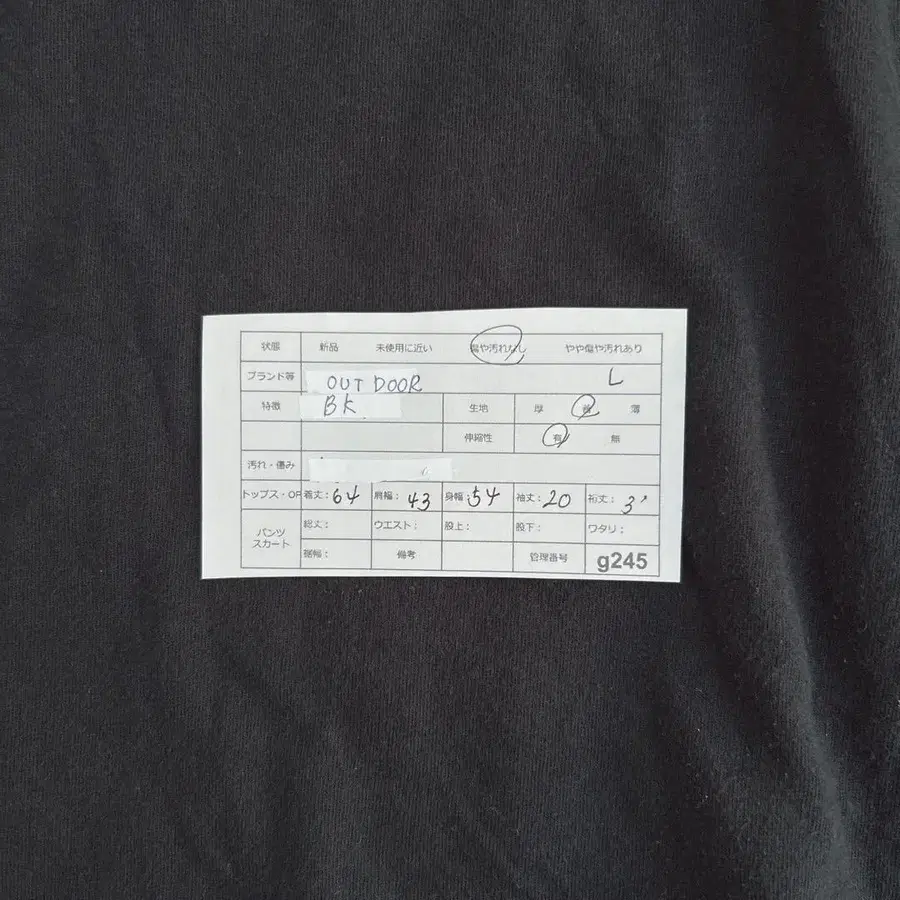 状態 新品 未使用に近い 傷や汚れなし やや傷や汚れあり
ブランド等 OUTDOOR L
特徴 BK 生地 厚 普 薄
伸縮性 有 無
汚れ・傷み
トップス・OP 着丈：64 肩幅：43 身幅：54 袖丈：20 裄丈：
パンツ スカート 総丈： ウエスト： 股上： 股下： ワタリ：
裾幅： 備考 管理番号 g245